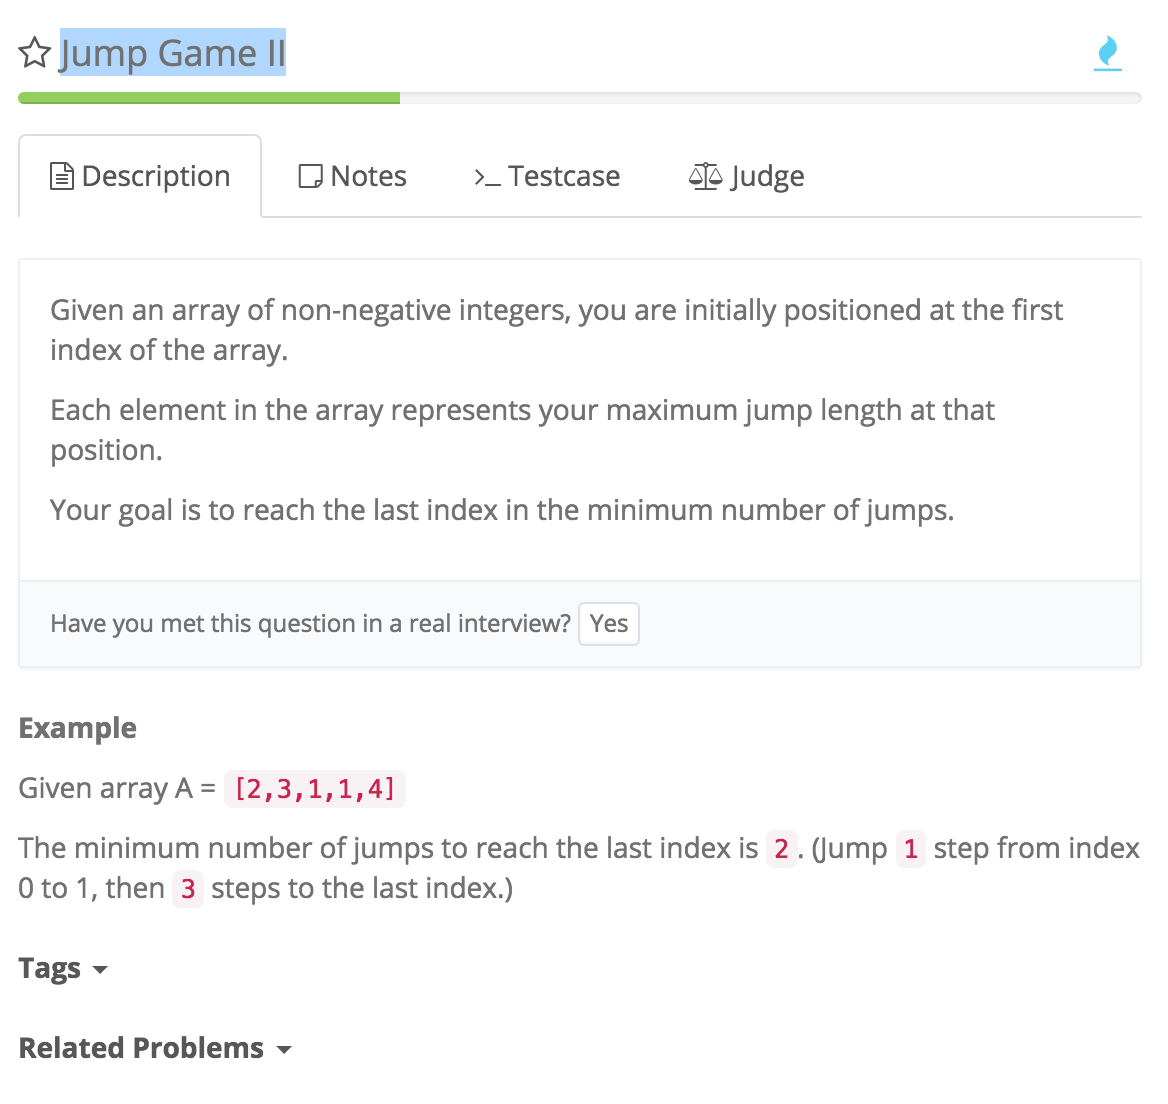 Jump Game II
Description
Notes
>_ Testcase
Judge
Given an array of non-negative integers, you are initially positioned at the first
index of the array.
Each element in the array represents your maximum jump length at that
position.
Your goal is to reach the last index in the minimum number of jumps.
Have you met this question in a real interview? Yes
Example
Given array A = [2,3,1,1,4]
The minimum number of jumps to reach the last index is 2. (Jump 1 step from index
0 to 1, then 3 steps to the last index.)
Tags
Related Problems